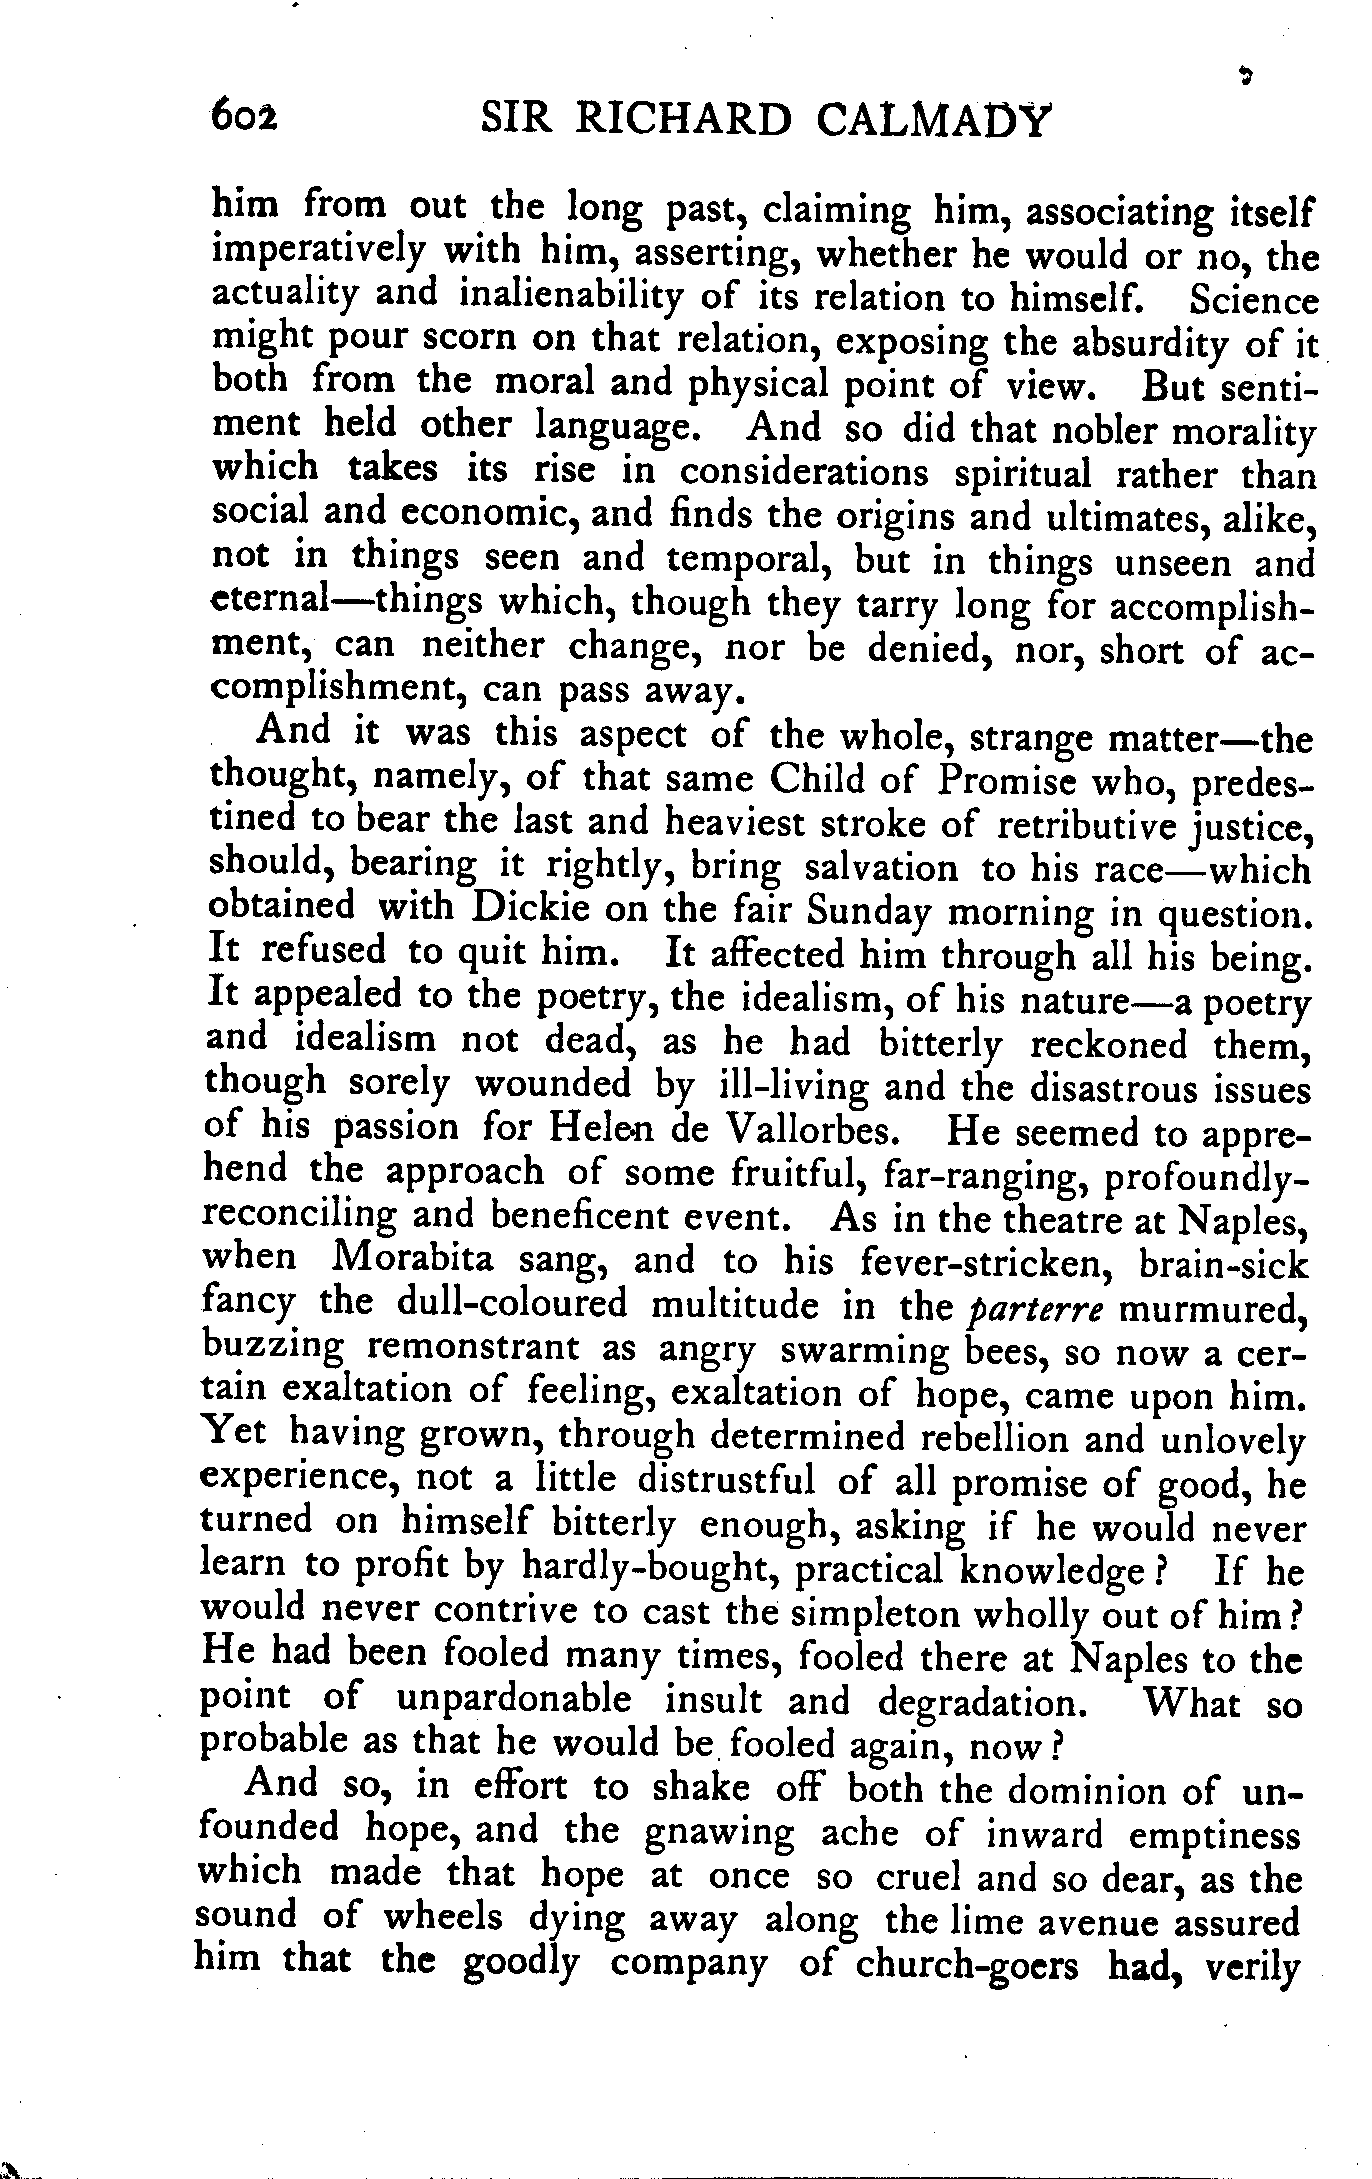 602 SIR RICHARD CALMADY
him from out the long past, claiming him, associating itself
imperatively with him, asserting, whether he would or no, the
actuality and inalienability of its relation to himself. Science
might pour scorn on that relation, exposing the absurdity of it
both from the moral and physical point of view. But senti-
ment held other language. And so did that nobler morality
which takes its rise in considerations spiritual rather than
social and economic, and finds the origins and ultimates, alike,
not in things seen and temporal, but in things unseen and
eternal—things which, though they tarry long for accomplish-
ment, can neither change, nor be denied, nor, short of ac-
complishment, can pass away.
And it was this aspect of the whole, strange matter—the
thought, namely, of that same Child of Promise who, predes-
tined to bear the last and heaviest stroke of retributive justice,
should, bearing it rightly, bring salvation to his race—which
obtained with Dickie on the fair Sunday morning in question.
It refused to quit him. It affected him through all his being.
It appealed to the poetry, the idealism, of his nature—a poetry
and idealism not dead, as he had bitterly reckoned them,
though sorely wounded by ill-living and the disastrous issues
of his passion for Helen de Vallorbes. He seemed to appre-
hend the approach of some fruitful, far-ranging, profoundly-
reconciling and beneficent event. As in the theatre at Naples,
when Morabita sang, and to his fever-stricken, brain-sick
fancy the dull-coloured multitude in the parterre murmured,
buzzing remonstrant as angry swarming bees, so now a cer-
tain exaltation of feeling, exaltation of hope, came upon him.
Yet having grown, through determined rebellion and unlovely
experience, not a little distrustful of all promise of good, he
turned on himself bitterly enough, asking if he would never
learn to profit by hardly-bought, practical knowledge? If he
would never contrive to cast the simpleton wholly out of him?
He had been fooled many times, fooled there at Naples to the
point of unpardonable insult and degradation. What so
probable as that he would be fooled again, now?
And so, in effort to shake off both the dominion of un-
founded hope, and the gnawing ache of inward emptiness
which made that hope at once so cruel and so dear, as the
sound of wheels dying away along the lime avenue assured
him that the goodly company of church-goers had, verily